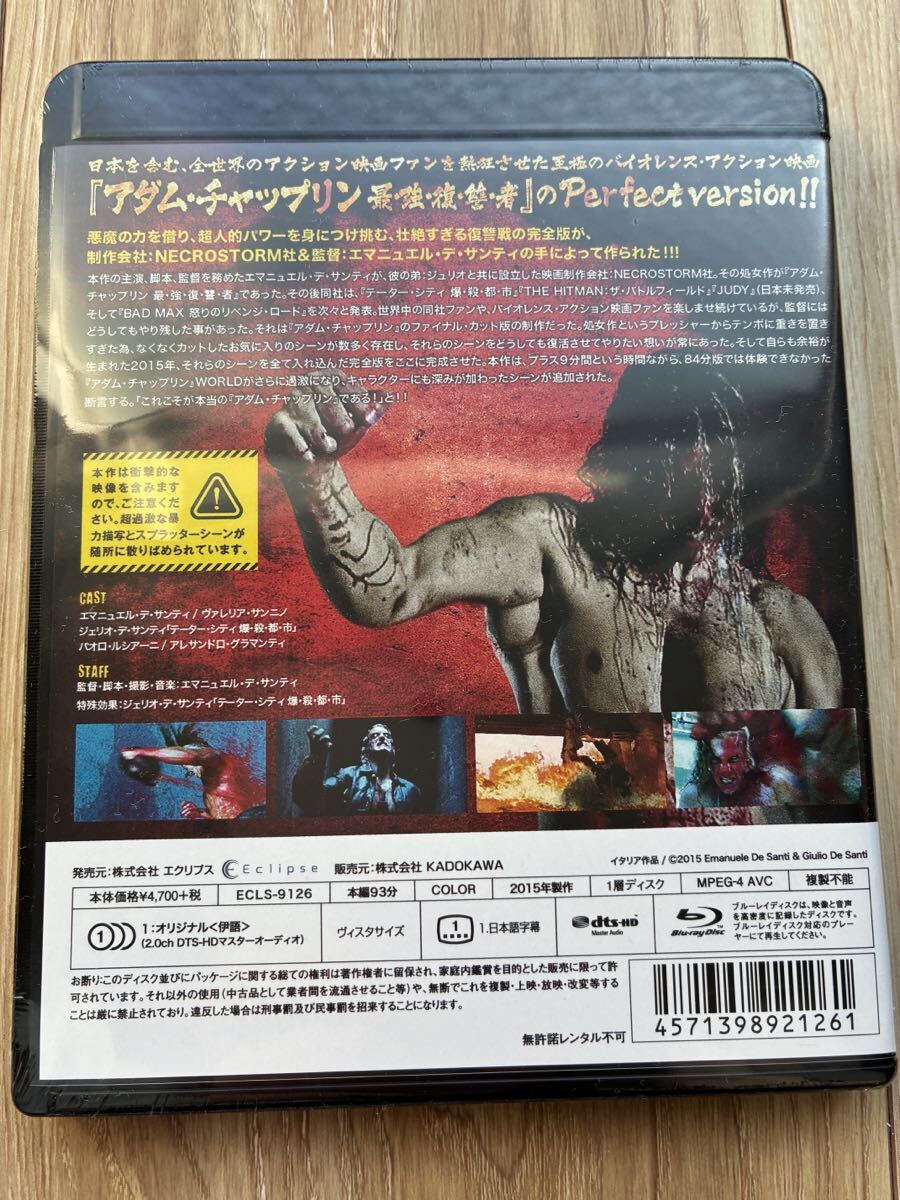 日本を含む、全世界のアクション映画ファンを熱狂させた至極のバイオレンス・アクション映画
『アダム・チャップリン 最・強・復・讐・者』のPerfect version!!
悪魔の力を借り、超人的パワーを身につけ挑む、壮絶すぎる復讐戦の完全版が、
制作会社:NECROSTORM社&監督:エマニュエル・デ・サンティの手によって作られた!!!
本作の主演、脚本、監督を務めたエマニュエル・デ・サンティが、彼の弟:ジュリオと共に設立した映画制作会社:NECROSTORM社。その処女作が『アダム・
チャップリン 最・強・復・讐・者』であった。その後同社は、『テーター・シティ 爆・殺・都・市』『THE HITMAN:ザ・バトルフィールド』『JUDY』(日本未発売)、
そして『BAD MAX 怒りのリベンジ・ロード』を次々と発表。世界中の同社ファンや、バイオレンス・アクション映画ファンを楽しませ続けているが、監督には
どうしてもやり残した事があった。それは『アダム・チャップリン』のファイナル・カット版の制作だった。処女作というプレッシャーからテンポに重きを置き
すぎた為、なくなくカットしたお気に入りのシーンが数多く存在し、それらのシーンをどうしても復活させてやりたい想いが常にあった。そして自らも余裕が
生まれた2015年、それらのシーンを全て入れ込んだ完全版をここに完成させた。本作は、プラス9分間という時間ながら、84分版では体験できなかった
『アダム・チャップリン』WORLDがさらに過激になり、キャラクターにも深みが加わったシーンが追加された。
断言する。「これこそが本当の『アダム・チャップリン』である!」と!!
本作は衝撃的な
映像を含みます
ので、ご注意くだ
さい。超過激な暴
力描写とスプラッターシーンが
随所に散りばめられています。
CAST
エマニュエル・デ・サンティ / ヴァレリア・サンニノ
ジェリオ・デ・サンティ「テーター・シティ 爆・殺・都・市」
パオロ・ルシアーニ / アレサンドロ・グラマンティ
STAFF
監督・脚本・撮影・音楽:エマニュエル・デ・サンティ
特殊効果:ジェリオ・デ・サンティ「テーター・シティ 爆・殺・都・市」
発売元:株式会社 エクリプス Eclipse 販売元:株式会社 KADOKAWA
イタリア作品 / ©2015 Emanuele De Santi & Giulio De Santi
本体価格¥4,700+税 ECLS-9126 本編93分 COLOR 2015年製作 1層ディスク MPEG-4 AVC 複製不能
1 1:オリジナル<伊語>
(2.0ch DTS-HDマスターオーディオ)
ヴィスタサイズ
1 1.日本語字幕
dts-HD
Master Audio
Blu-ray Disc
ブルーレイディスクは、映像と音声
を高密度に記録したディスクです。
ブルーレイディスク対応のプレー
ヤーにて再生してください。
お断り:このディスク並びにパッケージに関する総ての権利は著作権者に留保され、家庭内鑑賞を目的とした販売に限って許
可されています。それ以外の使用(中古品として業者間を流通させること等)や、無断でこれを複製・上映・放映・改変等する
ことは厳に禁止されており。違反した場合は刑事罰及び民事罰を招来することになります。
無許諾レンタル不可
4571398921261